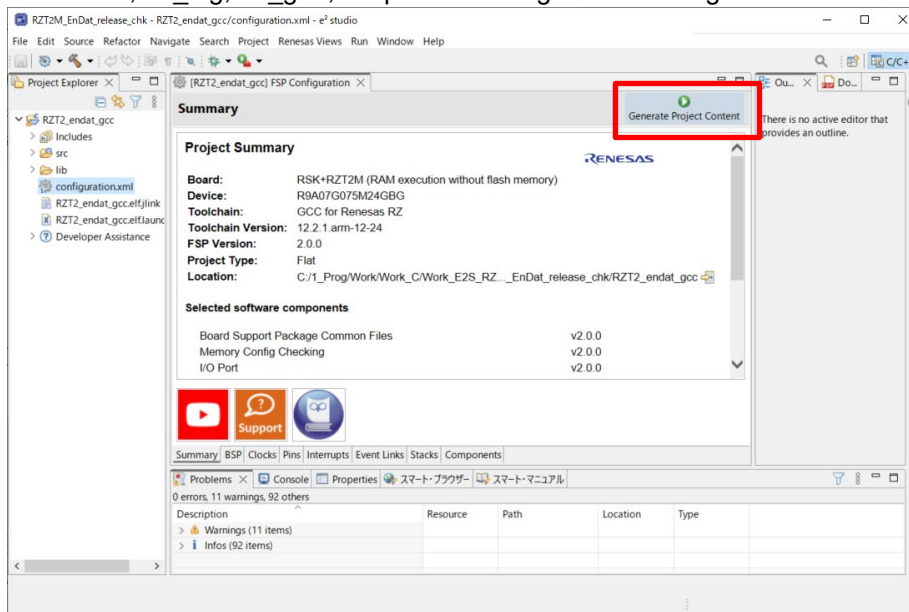 RZT2M_EnDat_release_chk - RZT2_endat_gcc/configuration.xml - e² studio
File Edit Source Refactor Navigate Search Project Renesas Views Run Window Help
C/C+
Project Explorer
[RZT2_endat_gcc] FSP Configuration
Ou...
Do...
RZT2_endat_gcc
Includes
src
lib
configuration.xml
RZT2_endat_gcc.elf.jlink
RZT2_endat_gcc.elf.launc
Developer Assistance
Summary
Generate Project Content
There is no active editor that
provides an outline.
Project Summary
RENESAS
Board: RSK+RZT2M (RAM execution without flash memory)
Device: R9A07G075M24GBG
Toolchain: GCC for Renesas RZ
Toolchain Version: 12.2.1.arm-12-24
FSP Version: 2.0.0
Project Type: Flat
Location: C:/1_Prog/Work/Work_C/Work_E2S_RZ..._EnDat_release_chk/RZT2_endat_gcc
Selected software components
Board Support Package Common Files v2.0.0
Memory Config Checking v2.0.0
I/O Port v2.0.0
Support
Summary BSP Clocks Pins Interrupts Event Links Stacks Components
Problems Console Properties スマート・ブラウザー スマート・マニュアル
0 errors, 11 warnings, 92 others
Description Resource Path Location Type
Warnings (11 items)
Infos (92 items)